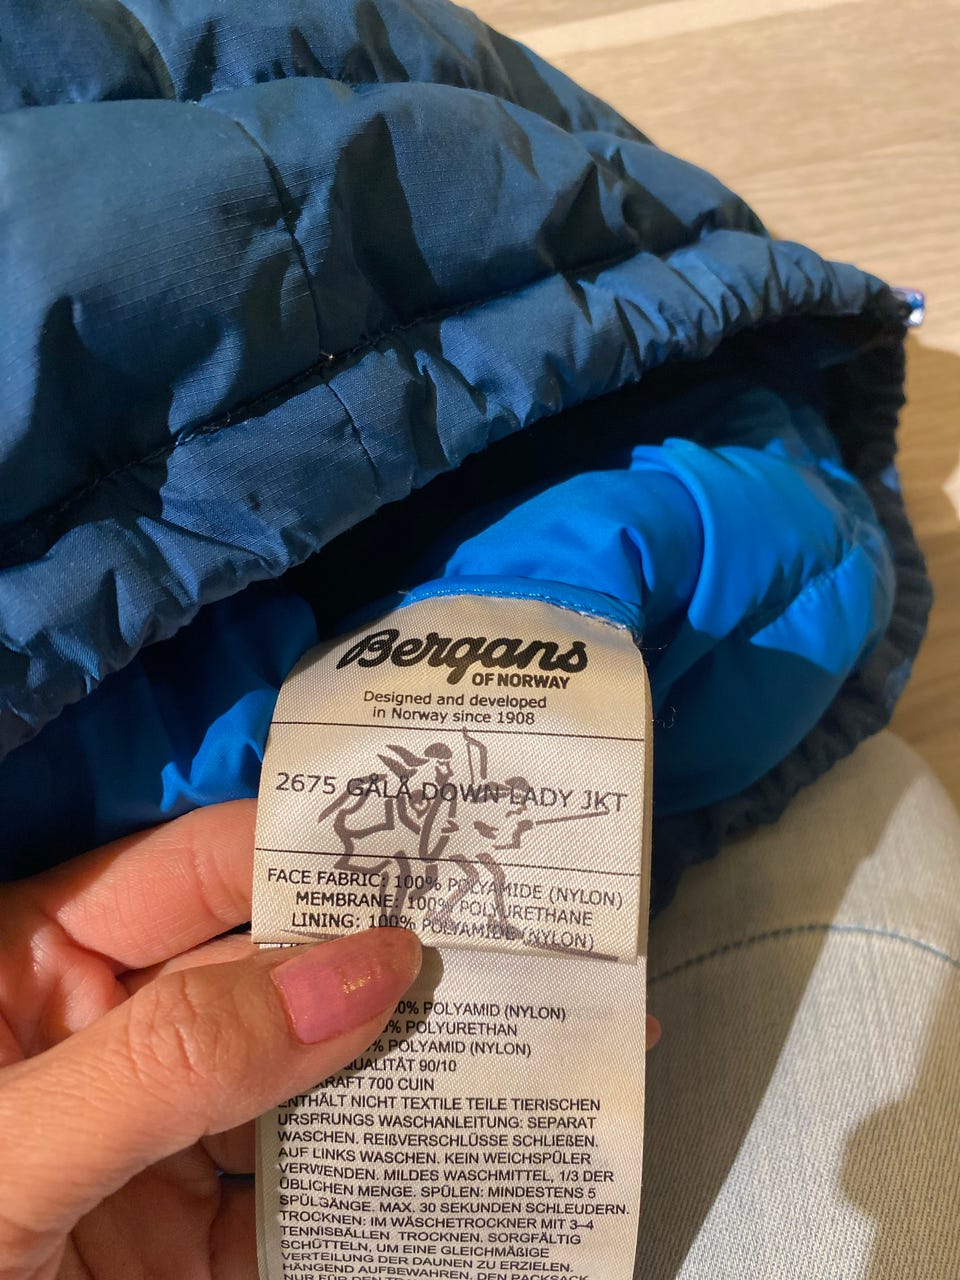 Bergans
OF NORWAY
Designed and developed
in Norway since 1908
2675 GÅLÅ DOWN LADY JKT
FACE FABRIC: 100% POLYAMIDE (NYLON)
MEMBRANE: 100% POLYURETHANE
LINING: 100% POLYAMIDE (NYLON)
0% POLYAMID (NYLON)
% POLYURETHAN
% POLYAMID (NYLON)
QUALITÄT 90/10
KRAFT 700 CUIN
ENTHÄLT NICHT TEXTILE TEILE TIERISCHEN
URSPRUNGS WASCHANLEITUNG: SEPARAT
WASCHEN. REIßVERSCHLÜSSE SCHLIEßEN.
AUF LINKS WASCHEN. KEIN WEICHSPÜLER
VERWENDEN. MILDES WASCHMITTEL, 1/3 DER
ÜBLICHEN MENGE. SPÜLEN: MINDESTENS 5
SPÜLGÄNGE. MAX. 30 SEKUNDEN SCHLEUDERN.
TROCKNEN: IM WÄSCHETROCKNER MIT 3–4
TENNISBÄLLEN TROCKNEN. SORGFÄLTIG
SCHÜTTELN, UM EINE GLEICHMÄßIGE
VERTEILUNG DER DAUNEN ZU ERZIELEN.
HÄNGEND AUFBEWAHREN. DEN PACKSACK
NUR FÜR DEN